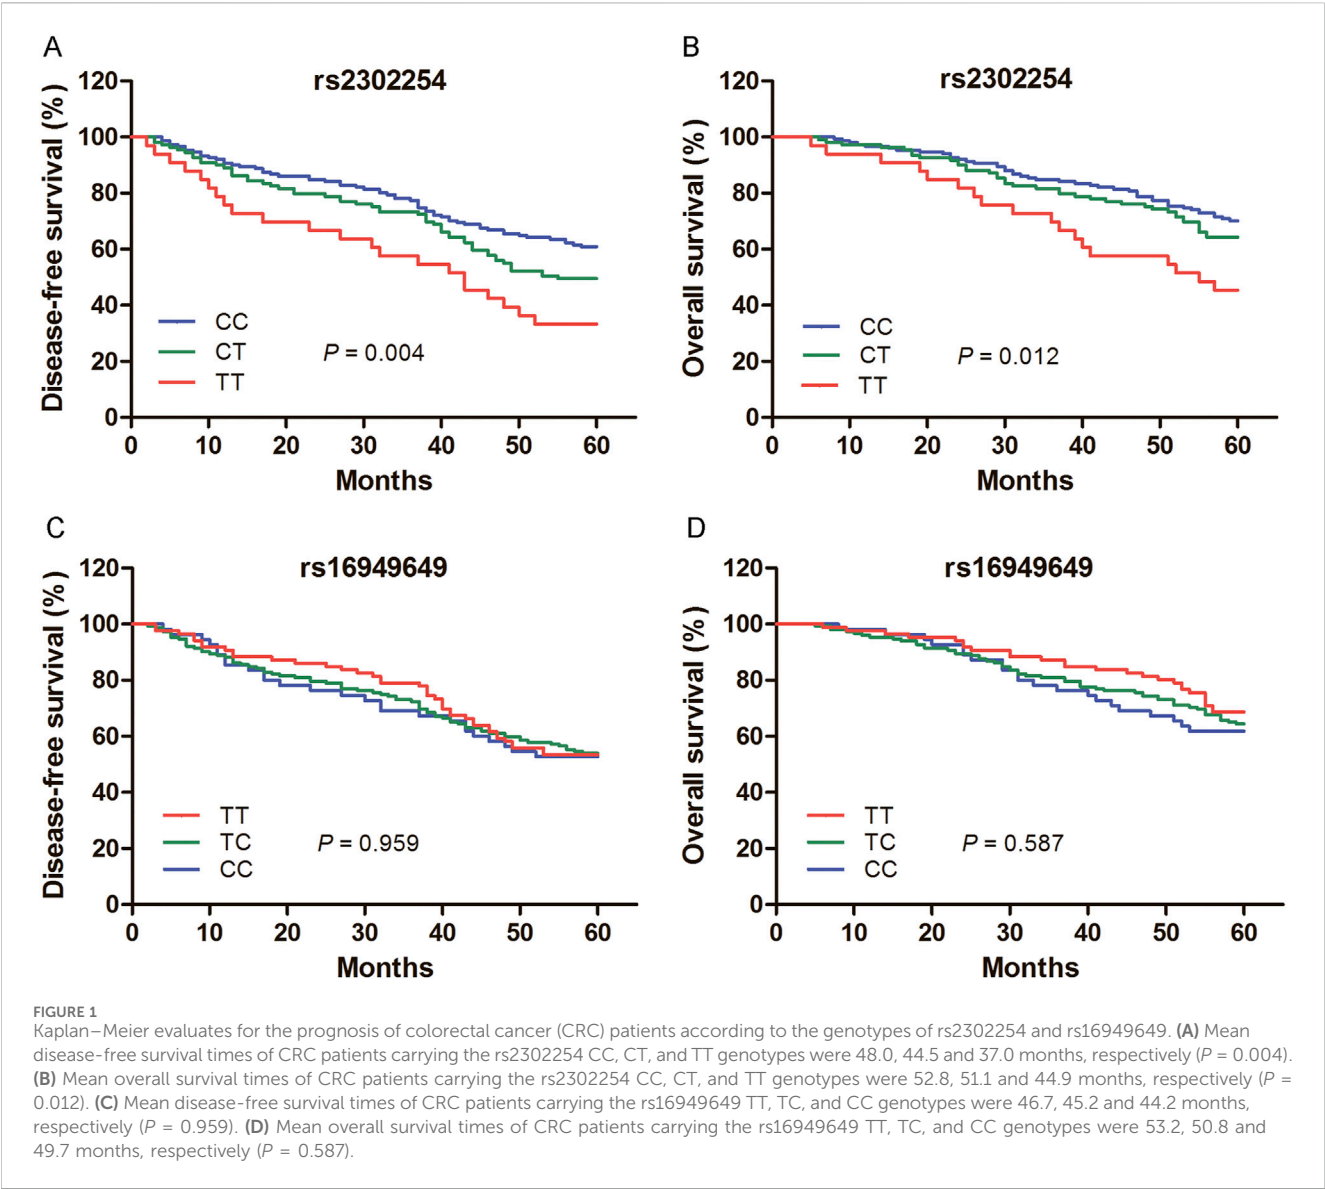 A
rs2302254
Disease-free survival (%)
120
100
80
60
40
20
0
CC
CT
TT
P = 0.004
0 10 20 30 40 50 60
Months
B
rs2302254
Overall survival (%)
120
100
80
60
40
20
0
CC
CT
TT
P = 0.012
0 10 20 30 40 50 60
Months
C
rs16949649
Disease-free survival (%)
120
100
80
60
40
20
0
TT
TC
CC
P = 0.959
0 10 20 30 40 50 60
Months
D
rs16949649
Overall survival (%)
120
100
80
60
40
20
0
TT
TC
CC
P = 0.587
0 10 20 30 40 50 60
Months
FIGURE 1
Kaplan–Meier evaluates for the prognosis of colorectal cancer (CRC) patients according to the genotypes of rs2302254 and rs16949649. (A) Mean
disease-free survival times of CRC patients carrying the rs2302254 CC, CT, and TT genotypes were 48.0, 44.5 and 37.0 months, respectively (P = 0.004).
(B) Mean overall survival times of CRC patients carrying the rs2302254 CC, CT, and TT genotypes were 52.8, 51.1 and 44.9 months, respectively (P =
0.012). (C) Mean disease-free survival times of CRC patients carrying the rs16949649 TT, TC, and CC genotypes were 46.7, 45.2 and 44.2 months,
respectively (P = 0.959). (D) Mean overall survival times of CRC patients carrying the rs16949649 TT, TC, and CC genotypes were 53.2, 50.8 and
49.7 months, respectively (P = 0.587).